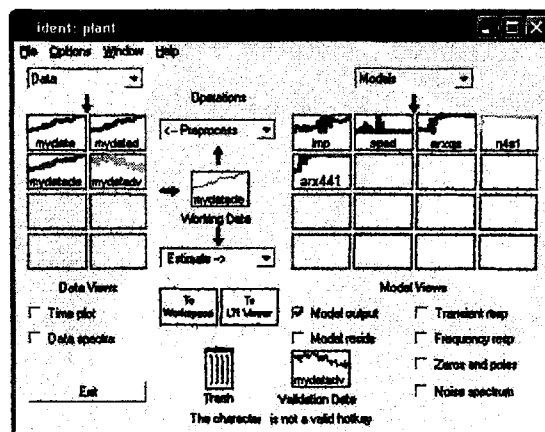 ident: plant
File Options Window Help
Data
Models
Operations
<-- Preprocess
mydata
mydatad
mydatade
mydatadv
imp
spad
arxqs
n4s1
arx441
mydatade
Working Data
Estimate -->
Data Views
Time plot
Data spectra
To Workspace
To LTI Viewer
Model Views
Model output
Transient resp
Model resids
Frequency resp
Zeros and poles
Noise spectrum
Exit
Trash
mydatadv
Validation Data
The character is not a valid hotkey